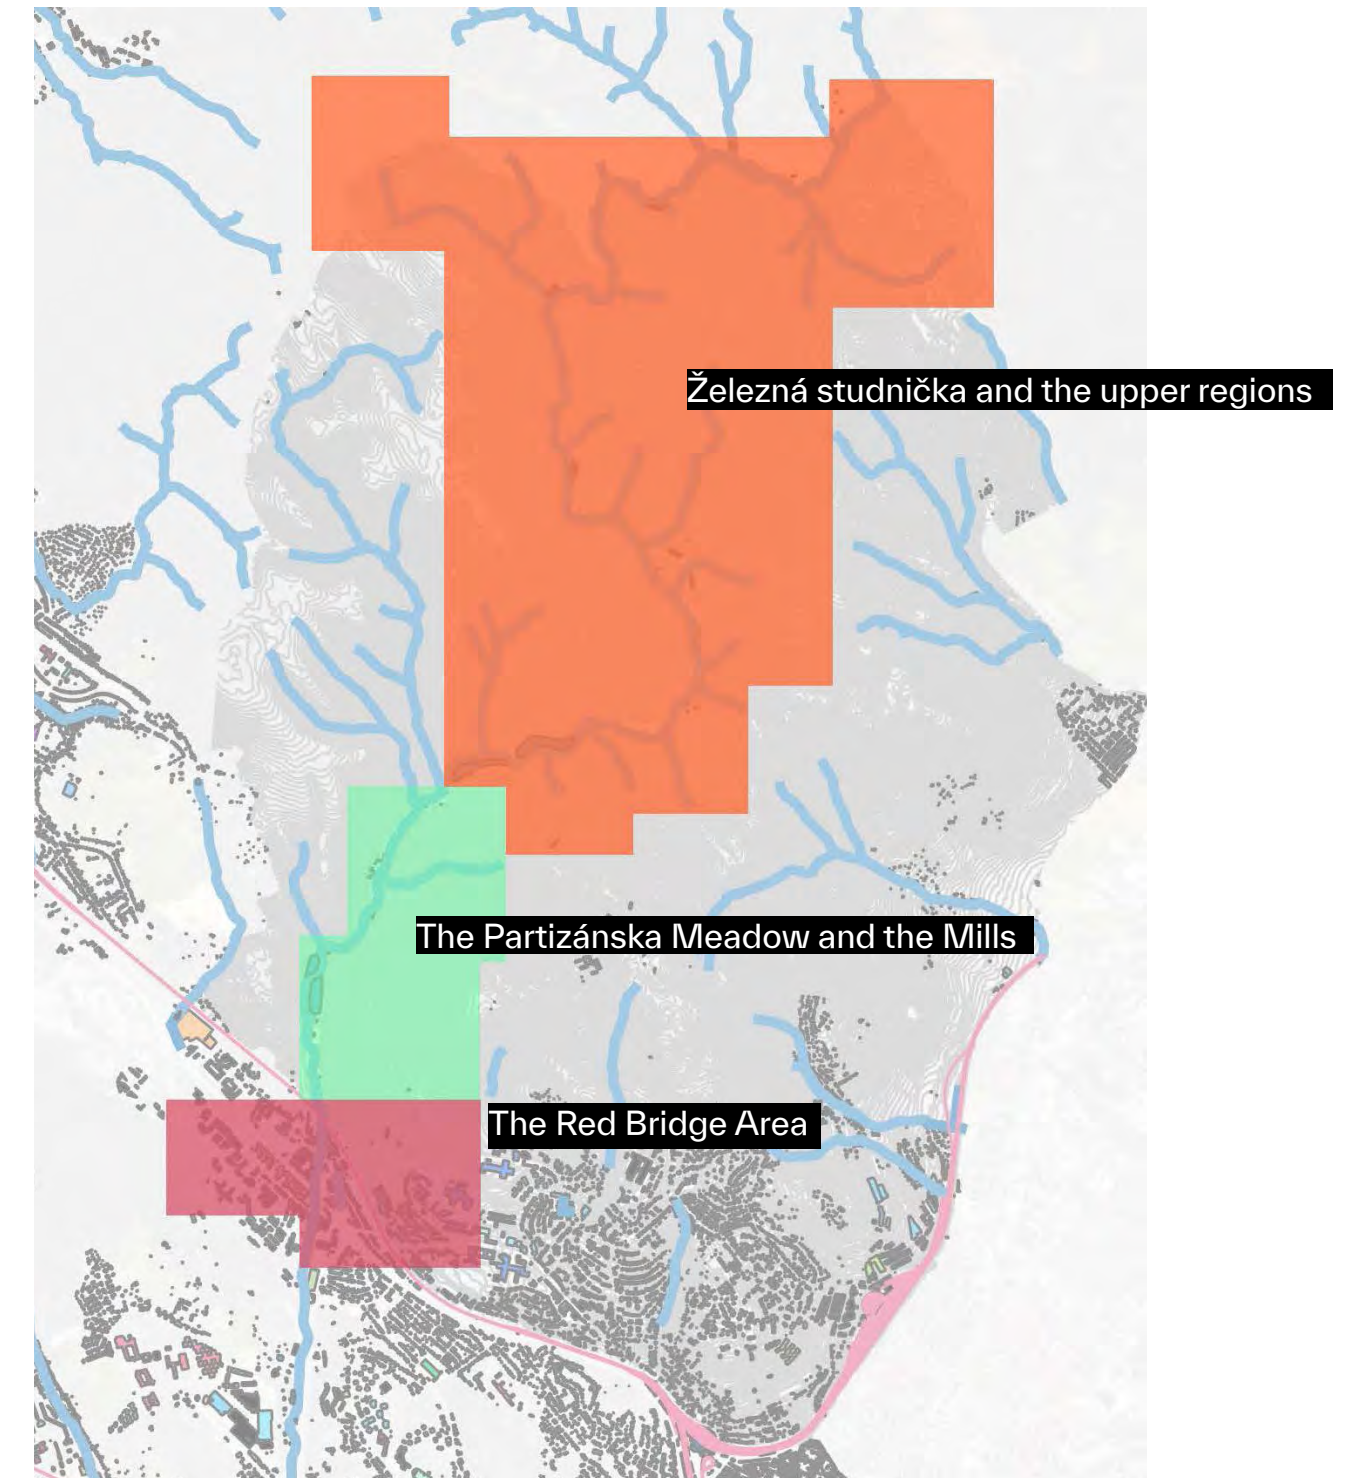 Železná studnička and the upper regions
The Partizánska Meadow and the Mills
The Red Bridge Area